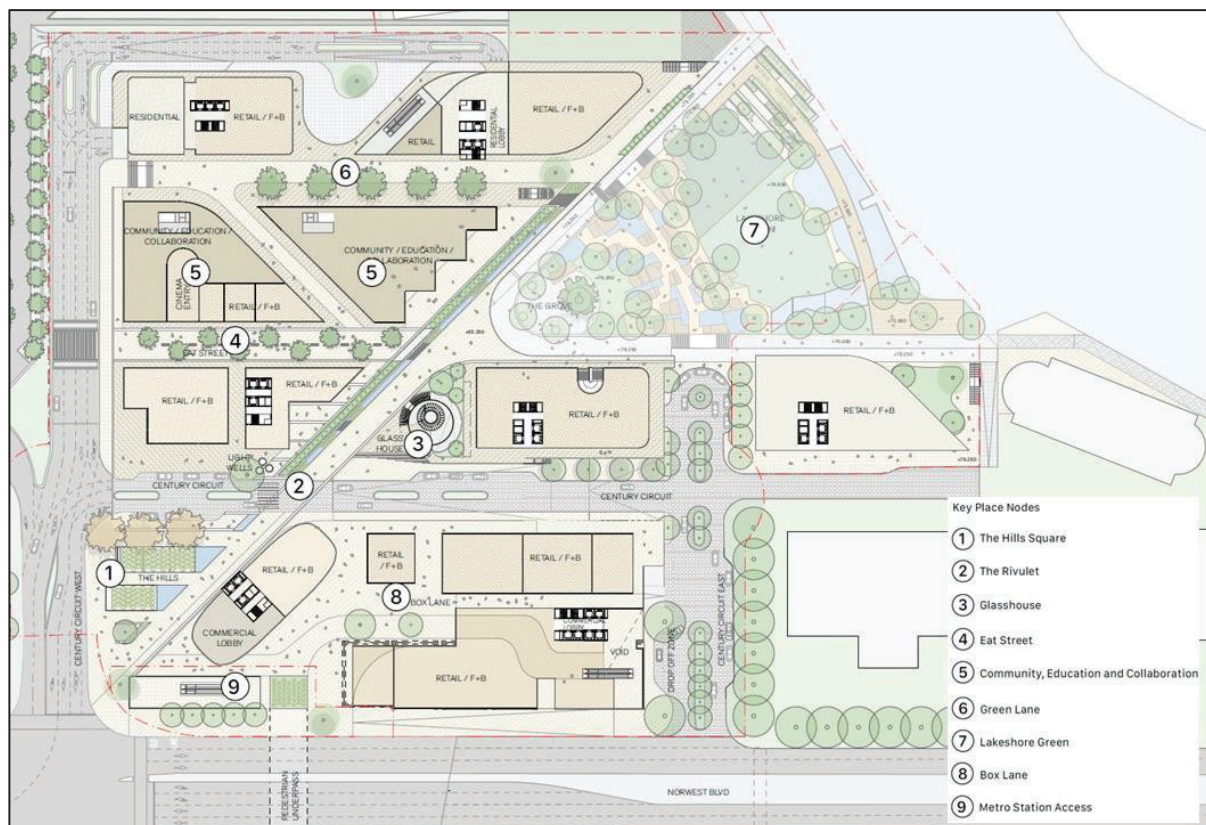 RESIDENTIAL
RETAIL / F+B
RETAIL
RESIDENTIAL
LOBBY
RETAIL / F+B
6
COMMUNITY / EDUCATION /
COLLABORATION
5
CINEMA
ENTRY
RETAIL / F+B
COMMUNITY / EDUCATION /
5
THE GROVE
7
4
EAT STREET
RETAIL / F+B
RETAIL / F+B
GLASS
HOUSE
3
RETAIL / F+B
RETAIL / F+B
LIGHT
WELLS
2
CENTURY CIRCUIT
CENTURY CIRCUIT
1
THE HILLS
RETAIL / F+B
COMMERCIAL
LOBBY
RETAIL
/ F+B
8
BOX LANE
RETAIL / F+B
COMMERCIAL
LOBBY
VOID
RETAIL / F+B
DROP OFF ZONE
CENTURY CIRCUIT EAST
CENTURY CIRCUIT WEST
9
PEDESTRIAN
UNDERPASS
NORWEST BLVD
Key Place Nodes
1 The Hills Square
2 The Rivulet
3 Glasshouse
4 Eat Street
5 Community, Education and Collaboration
6 Green Lane
7 Lakeshore Green
8 Box Lane
9 Metro Station Access